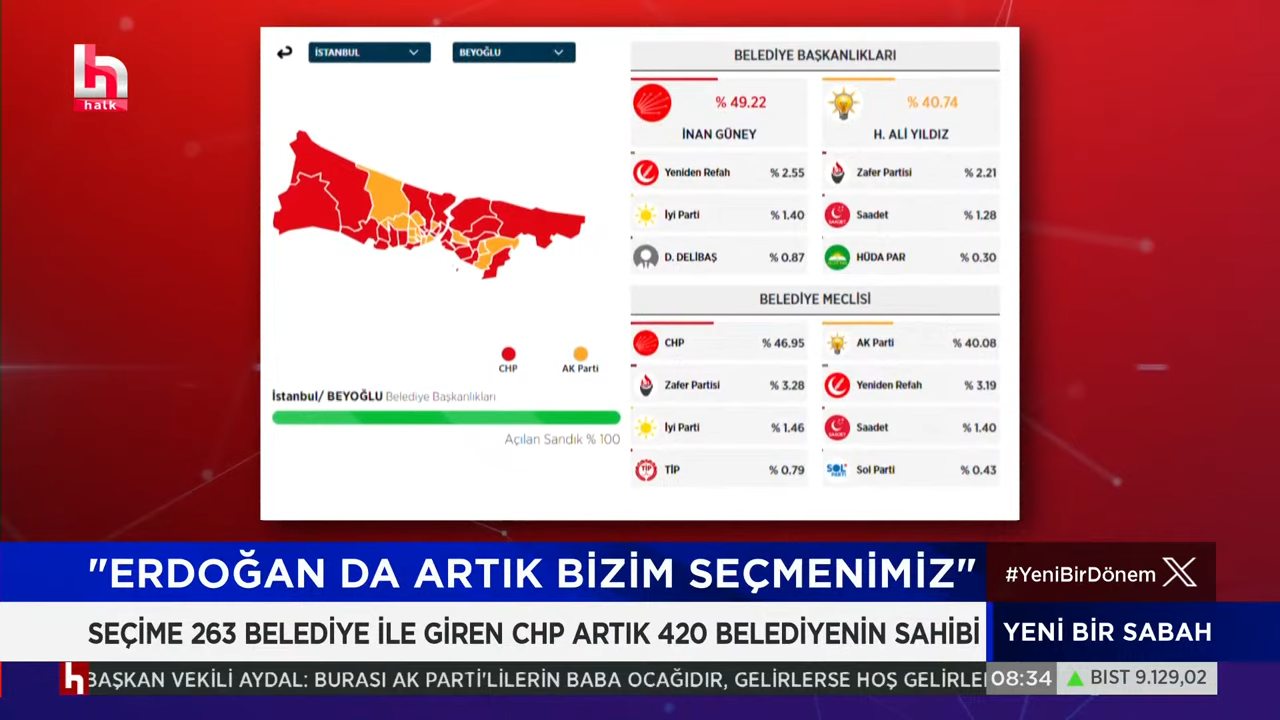 halk
İSTANBUL
BEYOĞLU
BELEDİYE BAŞKANLIKLARI
% 49.22
İNAN GÜNEY
% 40.74
H. ALİ YILDIZ
Yeniden Refah % 2.55
Zafer Partisi % 2.21
İyi Parti % 1.40
Saadet % 1.28
D. DELİBAŞ % 0.87
HÜDA PAR % 0.30
BELEDİYE MECLİSİ
CHP % 46.95
AK Parti % 40.08
Zafer Partisi % 3.28
Yeniden Refah % 3.19
İyi Parti % 1.46
Saadet % 1.40
TİP % 0.79
Sol Parti % 0.43
CHP
AK Parti
İstanbul/ BEYOĞLU Belediye Başkanlıkları
Açılan Sandık % 100
"ERDOĞAN DA ARTIK BİZİM SEÇMENİMİZ"
#YeniBirDönem X
SEÇİME 263 BELEDİYE İLE GİREN CHP ARTIK 420 BELEDİYENİN SAHİBİ
YENİ BİR SABAH
BAŞKAN VEKİLİ AYDAL: BURASI AK PARTİ'LİLERİN BABA OCAĞIDIR, GELİRLERSE HOŞ GELİRLE
08:34
BIST 9.129,02